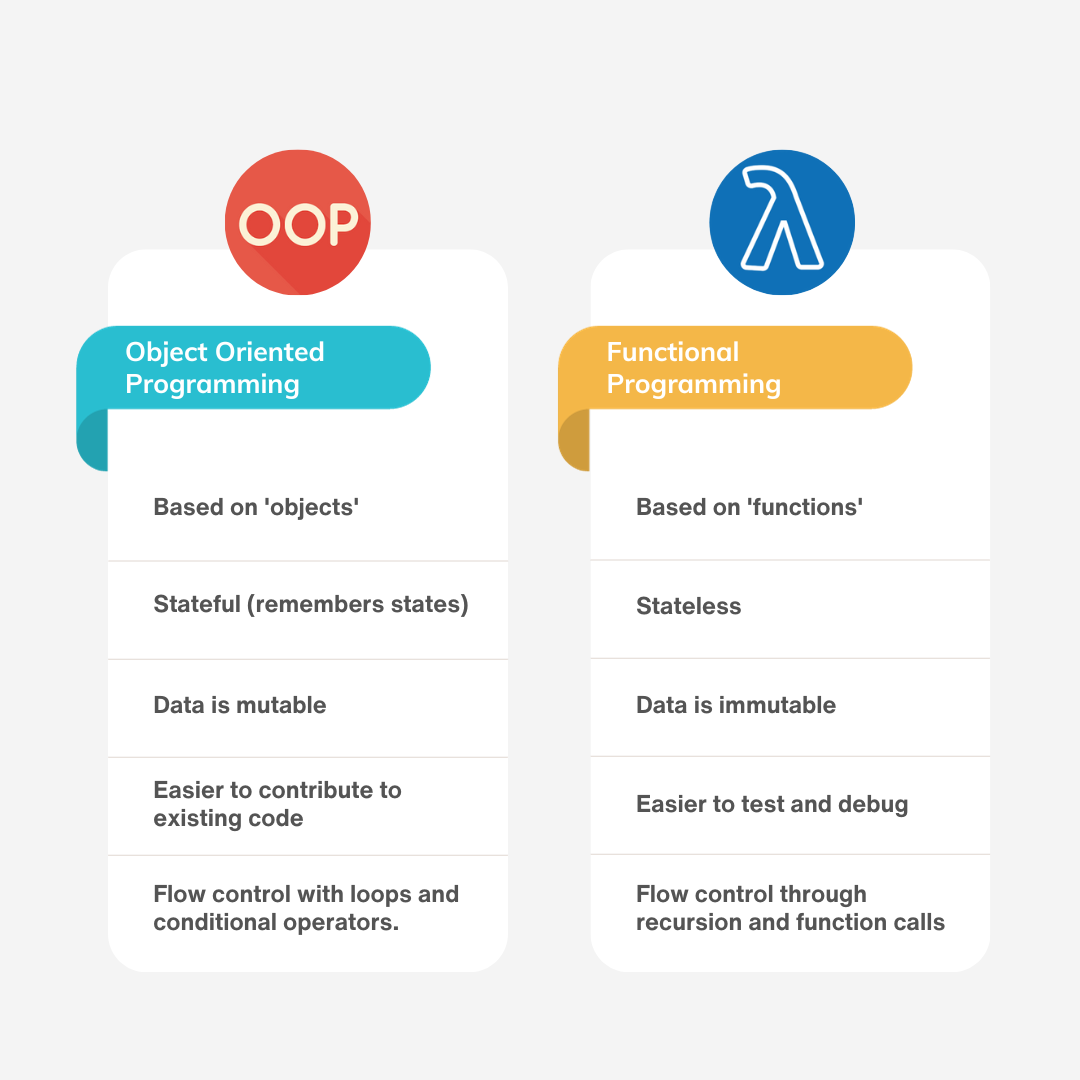 OOP
Object Oriented
Programming
Based on 'objects'
Stateful (remembers states)
Data is mutable
Easier to contribute to
existing code
Flow control with loops and
conditional operators.
λ
Functional
Programming
Based on 'functions'
Stateless
Data is immutable
Easier to test and debug
Flow control through
recursion and function calls